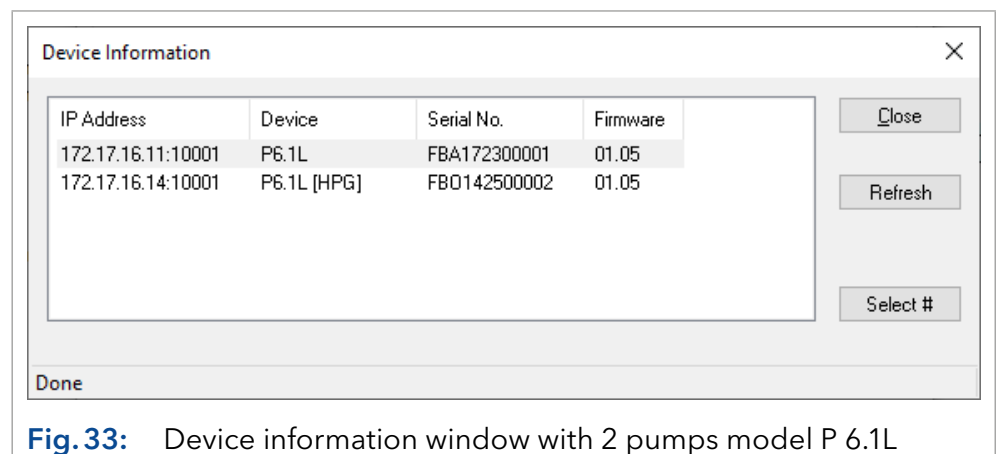 Device Information
IP Address Device Serial No. Firmware Close
172.17.16.11:10001 P6.1L FBA172300001 01.05
172.17.16.14:10001 P6.1L [HPG] FBO142500002 01.05
Refresh
Select #
Done
Fig. 33: Device information window with 2 pumps model P 6.1L